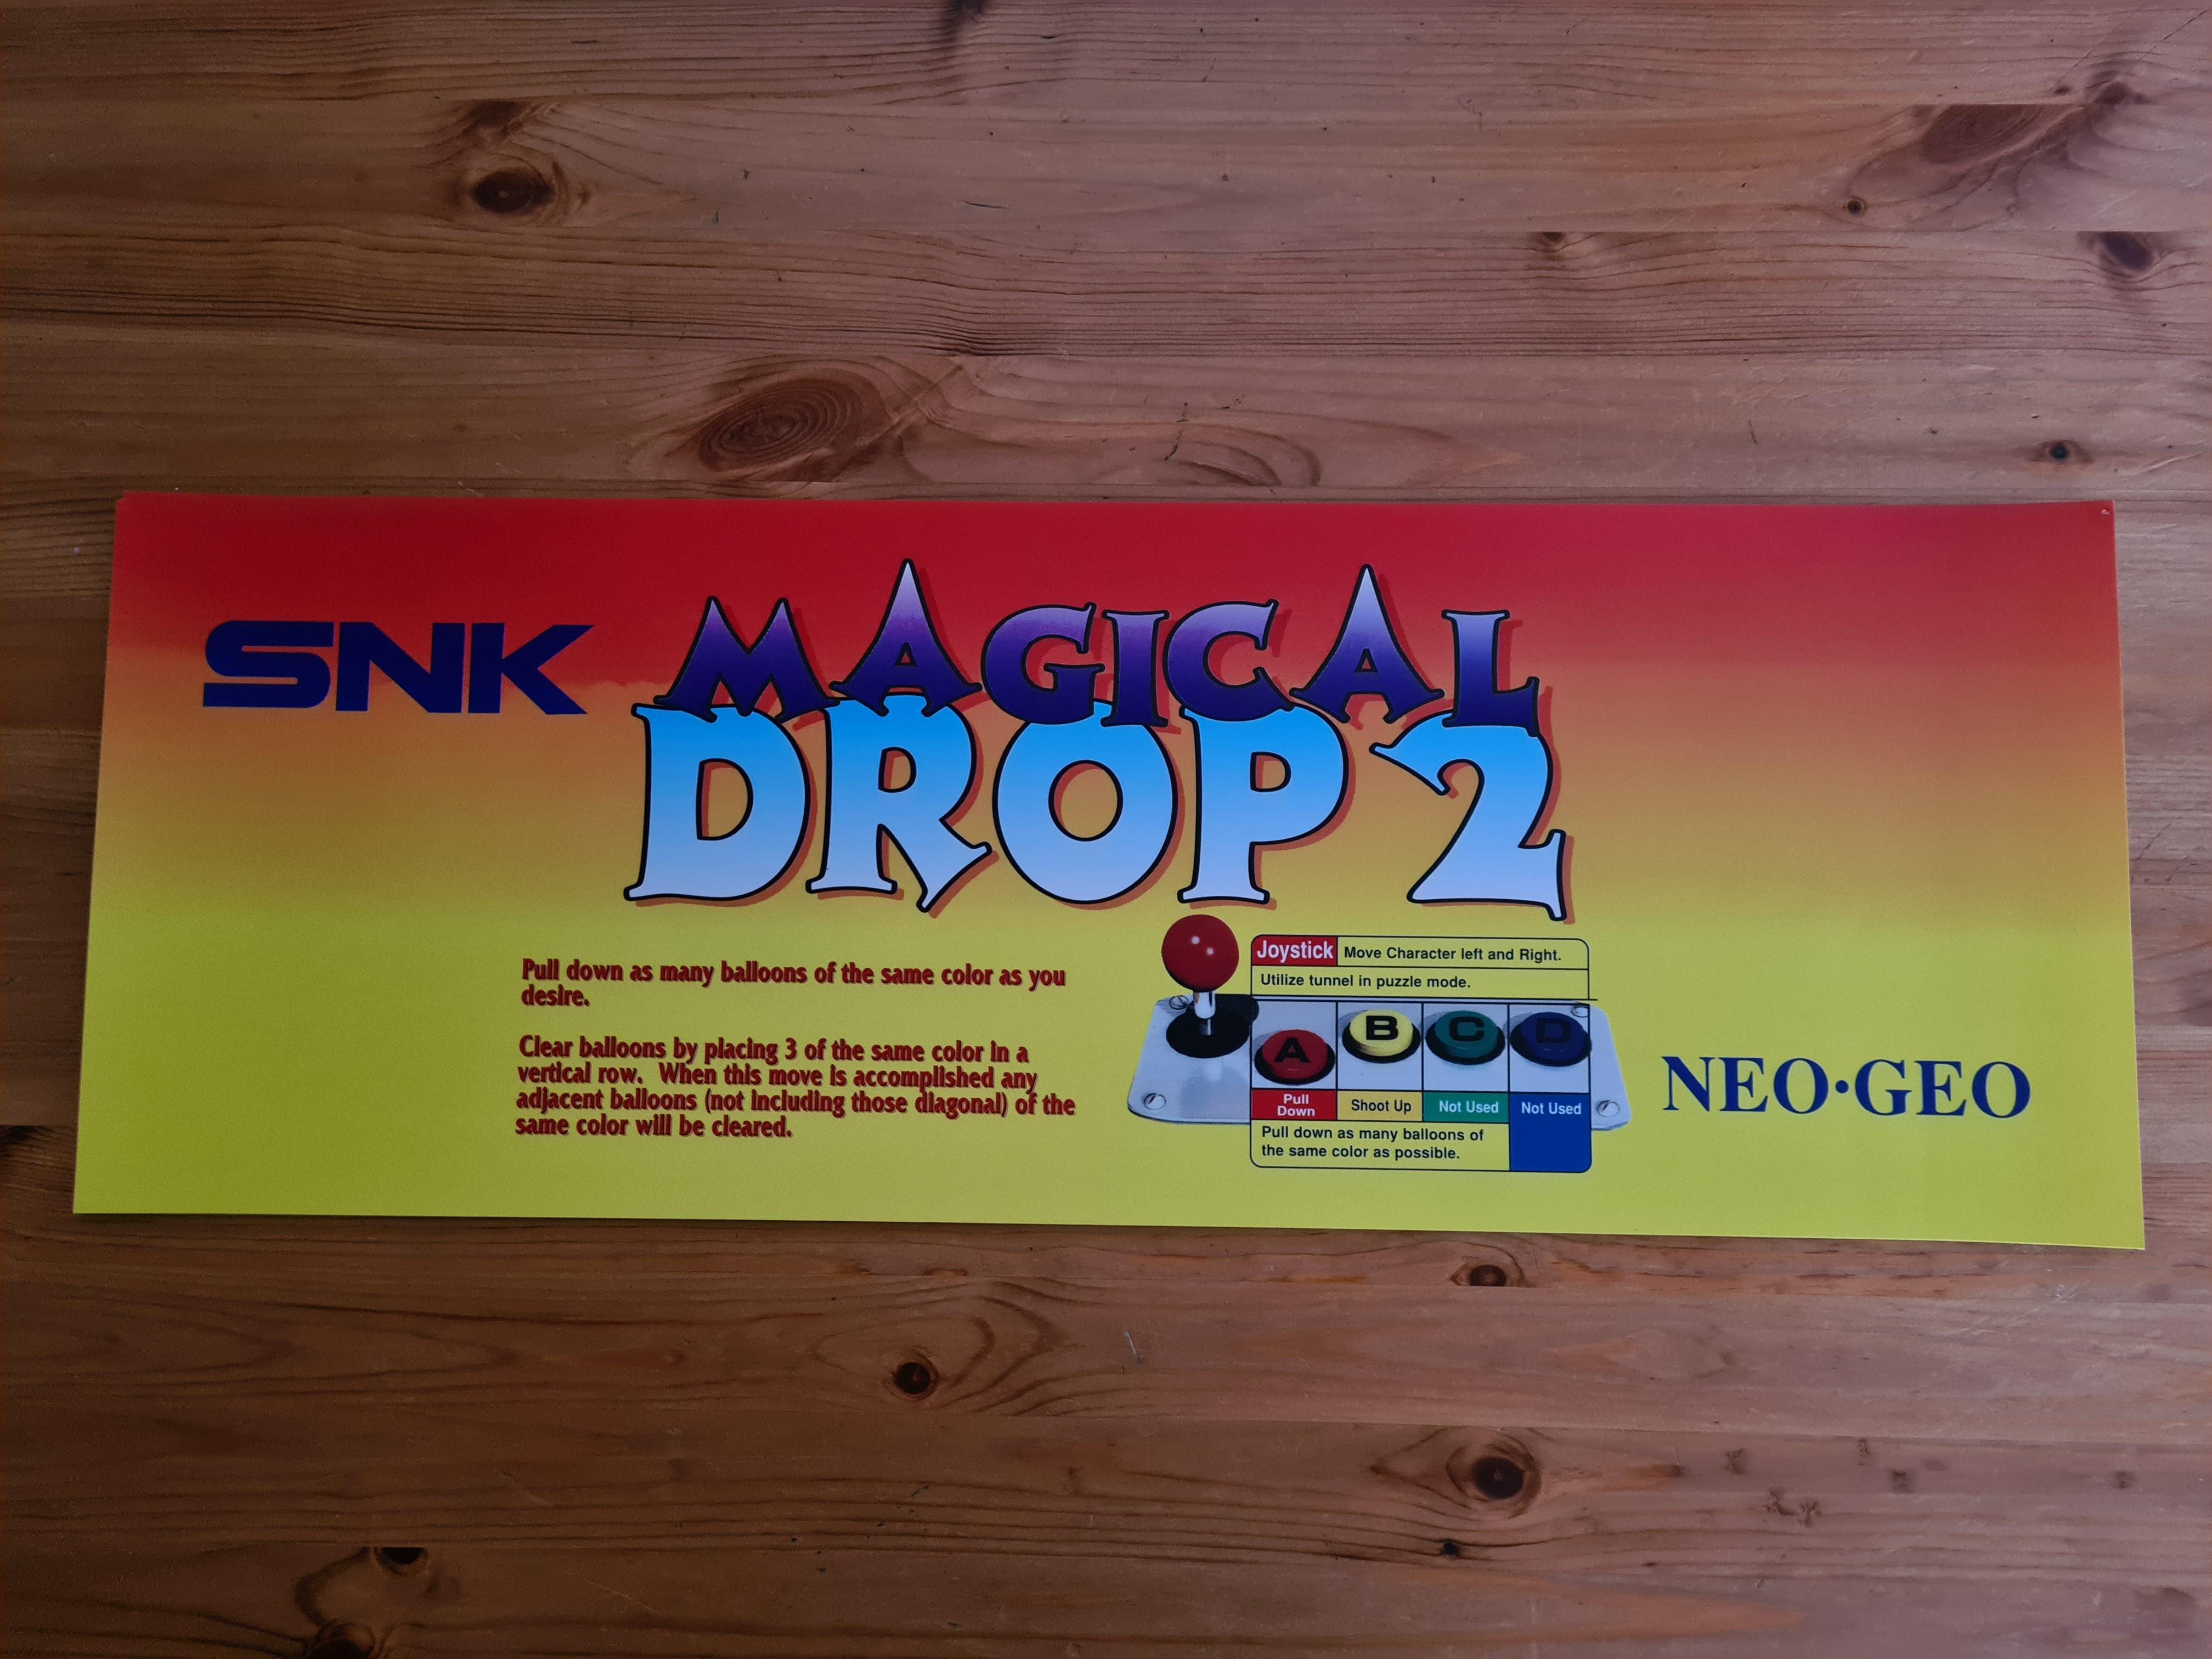 SNK
MAGICAL
DROP 2
Pull down as many balloons of the same color as you
desire.
Clear balloons by placing 3 of the same color in a
vertical row. When this move is accomplished any
adjacent balloons (not including those diagonal) of the
same color will be cleared.
Joystick Move Character left and Right.
Utilize tunnel in puzzle mode.
A B C D
Pull Down Shoot Up Not Used Not Used
Pull down as many balloons of
the same color as possible.
NEO•GEO